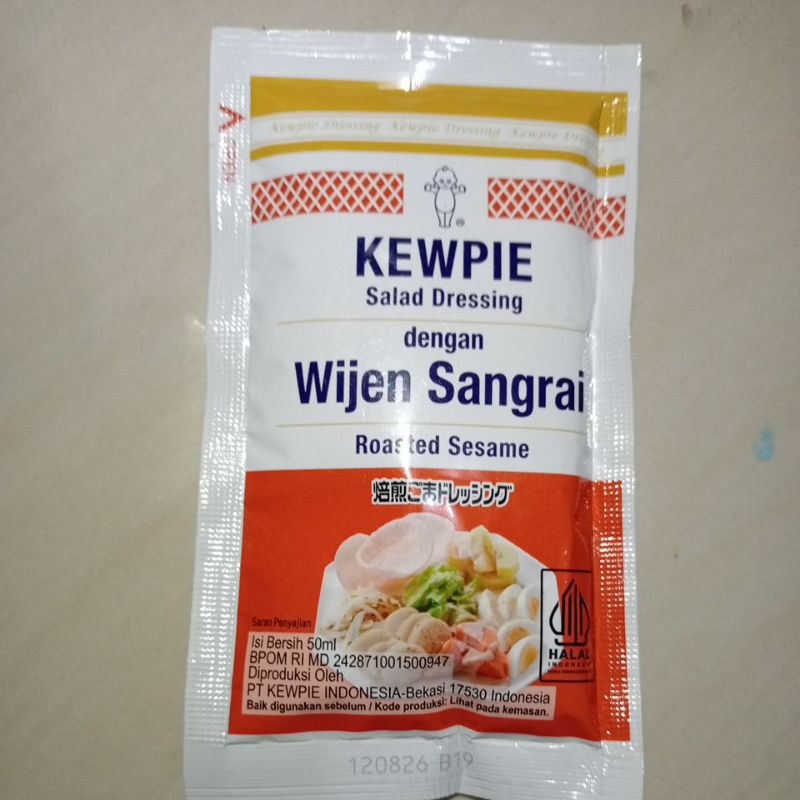 Kewpie Dressing Kewpie Dressing Kewpie
KEWPIE
Salad Dressing
dengan
Wijen Sangrai
Roasted Sesame
焙煎ごまドレッシング
Saran Penyajian
Isi Bersih 50ml
BPOM RI MD 242871001500947
Diproduksi Oleh
PT KEWPIE INDONESIA-Bekasi 17530 Indonesia
Baik digunakan sebelum / Kode produksi: Lihat pada kemasan.
HALAL
INDONESIA
120826 B19